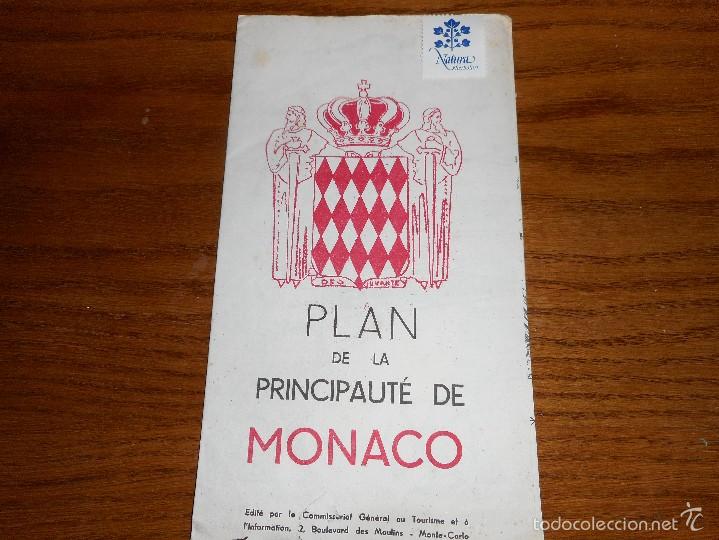 Natura
DEO JUVANTE
PLAN
DE LA
PRINCIPAUTÉ DE
MONACO
Edité par le Commissariat Général au Tourisme et à
l'Information, 2, Boulevard des Moulins - Monte-Carlo
todocoleccion.net